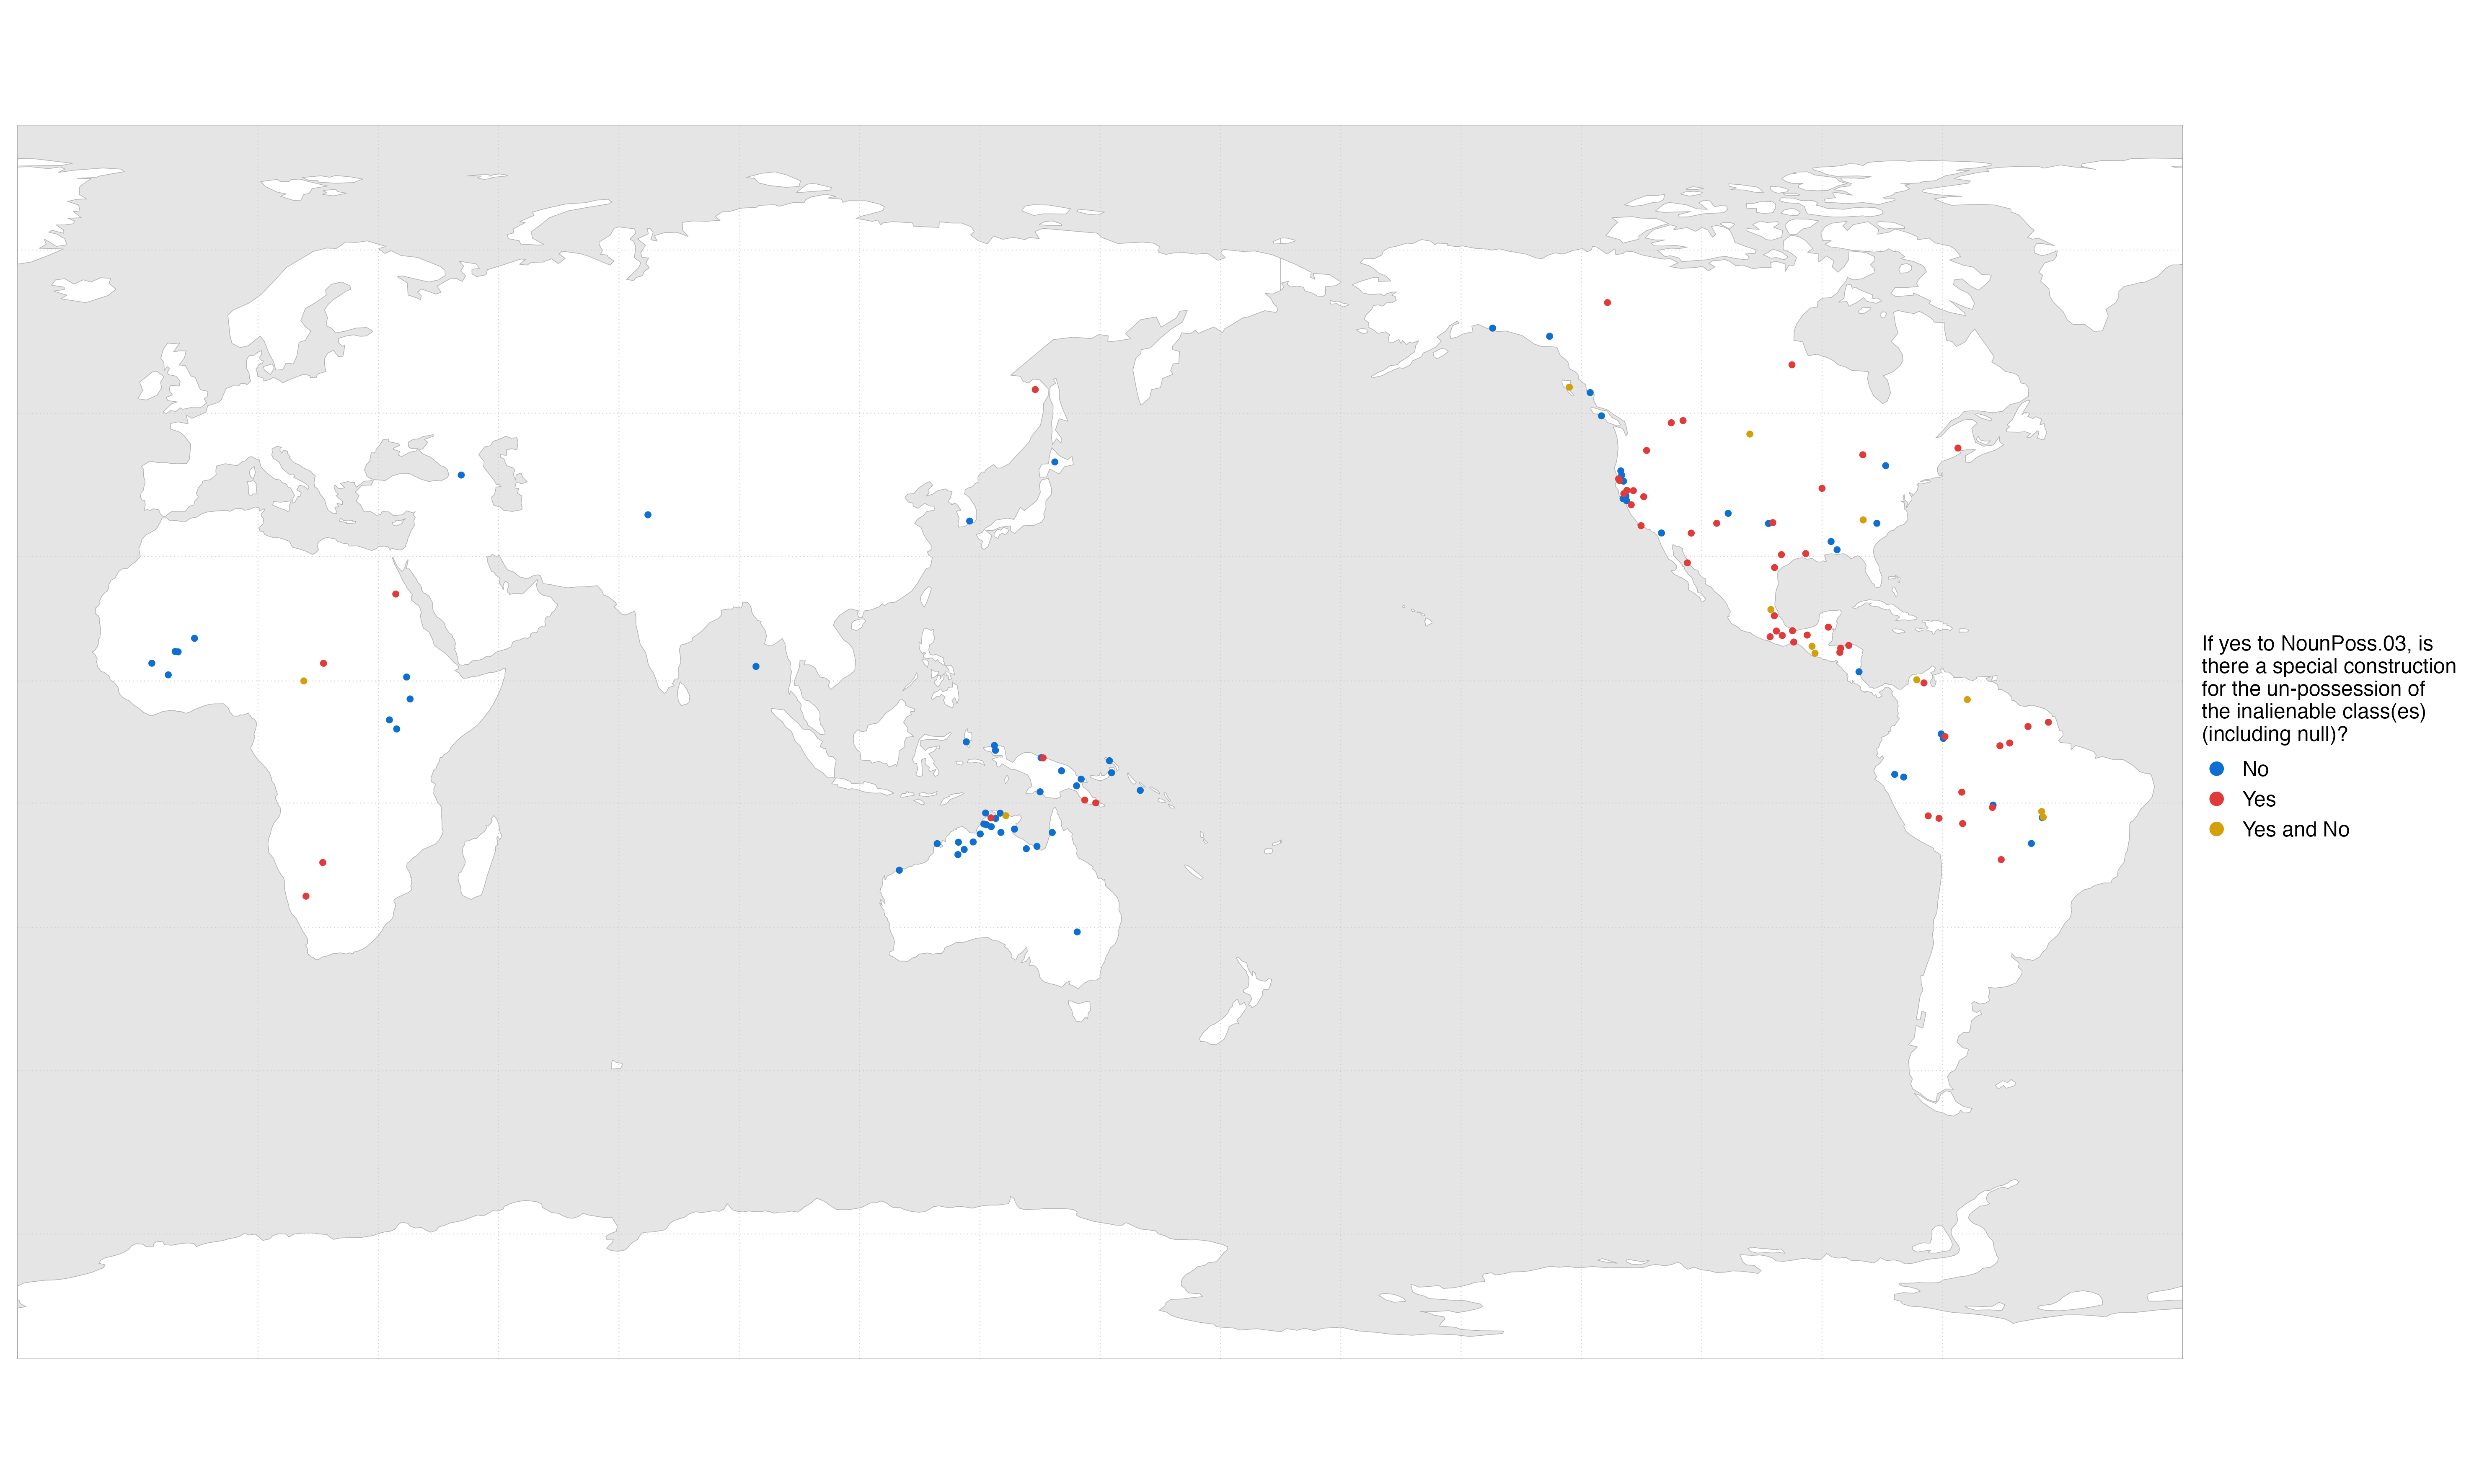 If yes to NounPoss.03, is
there a special construction
for the un-possession of
the inalienable class(es)
(including null)?
No
Yes
Yes and No